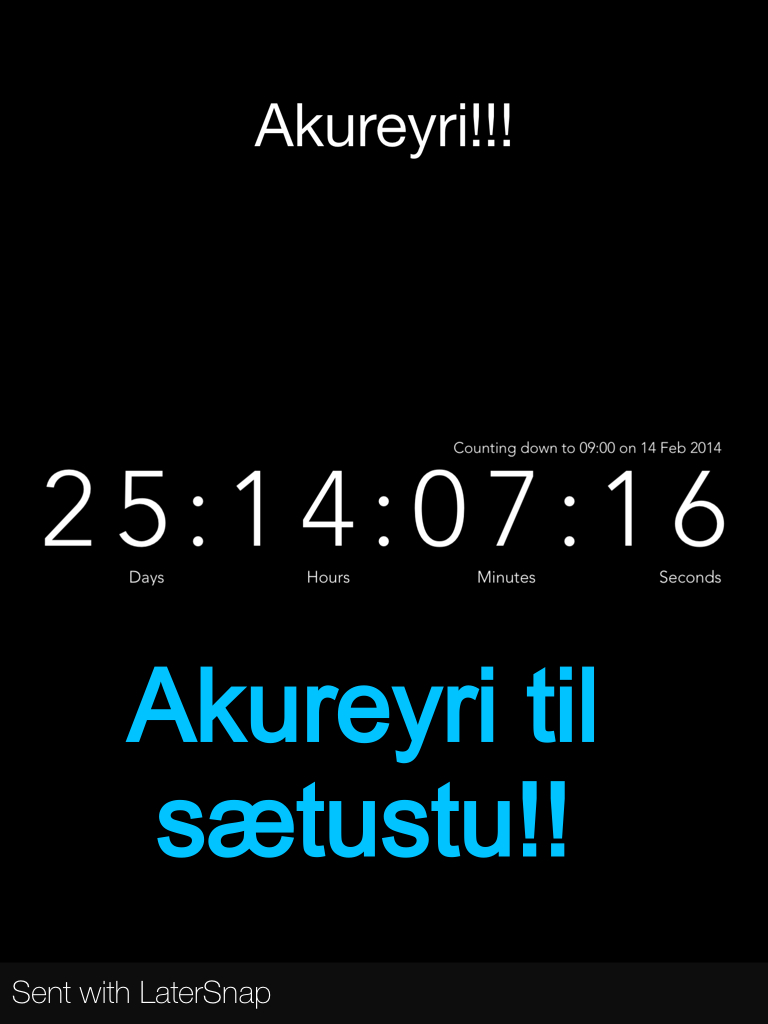 Akureyri!!!
Counting down to 09:00 on 14 Feb 2014
25:14:07:16
Days Hours Minutes Seconds
Akureyri til
sætustu!!
Sent with LaterSnap